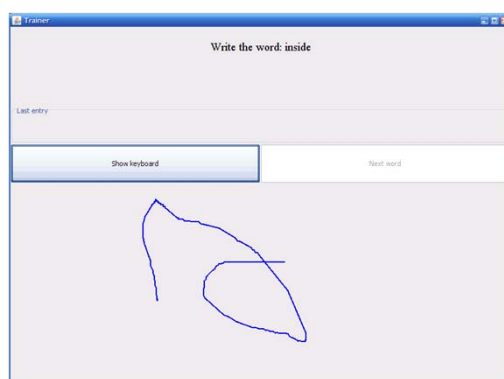 Trainer
Write the word: inside
Last entry
Show keyboard
Next word